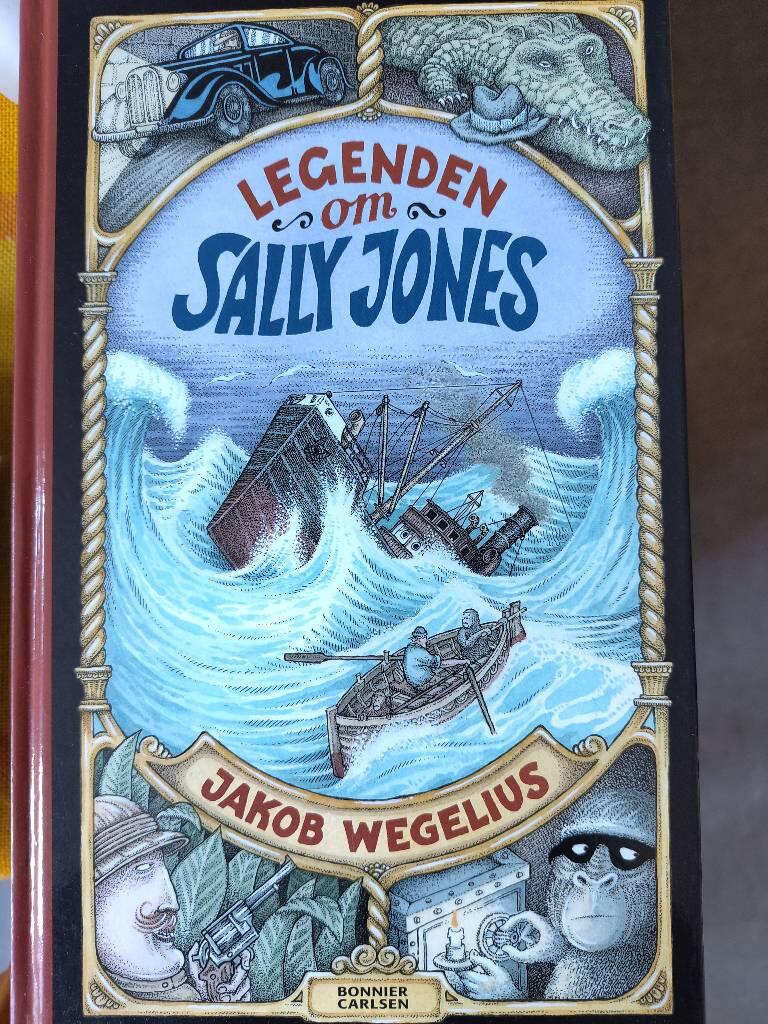 LEGENDEN
om
SALLY JONES
JAKOB WEGELIUS
BONNIER
CARLSEN